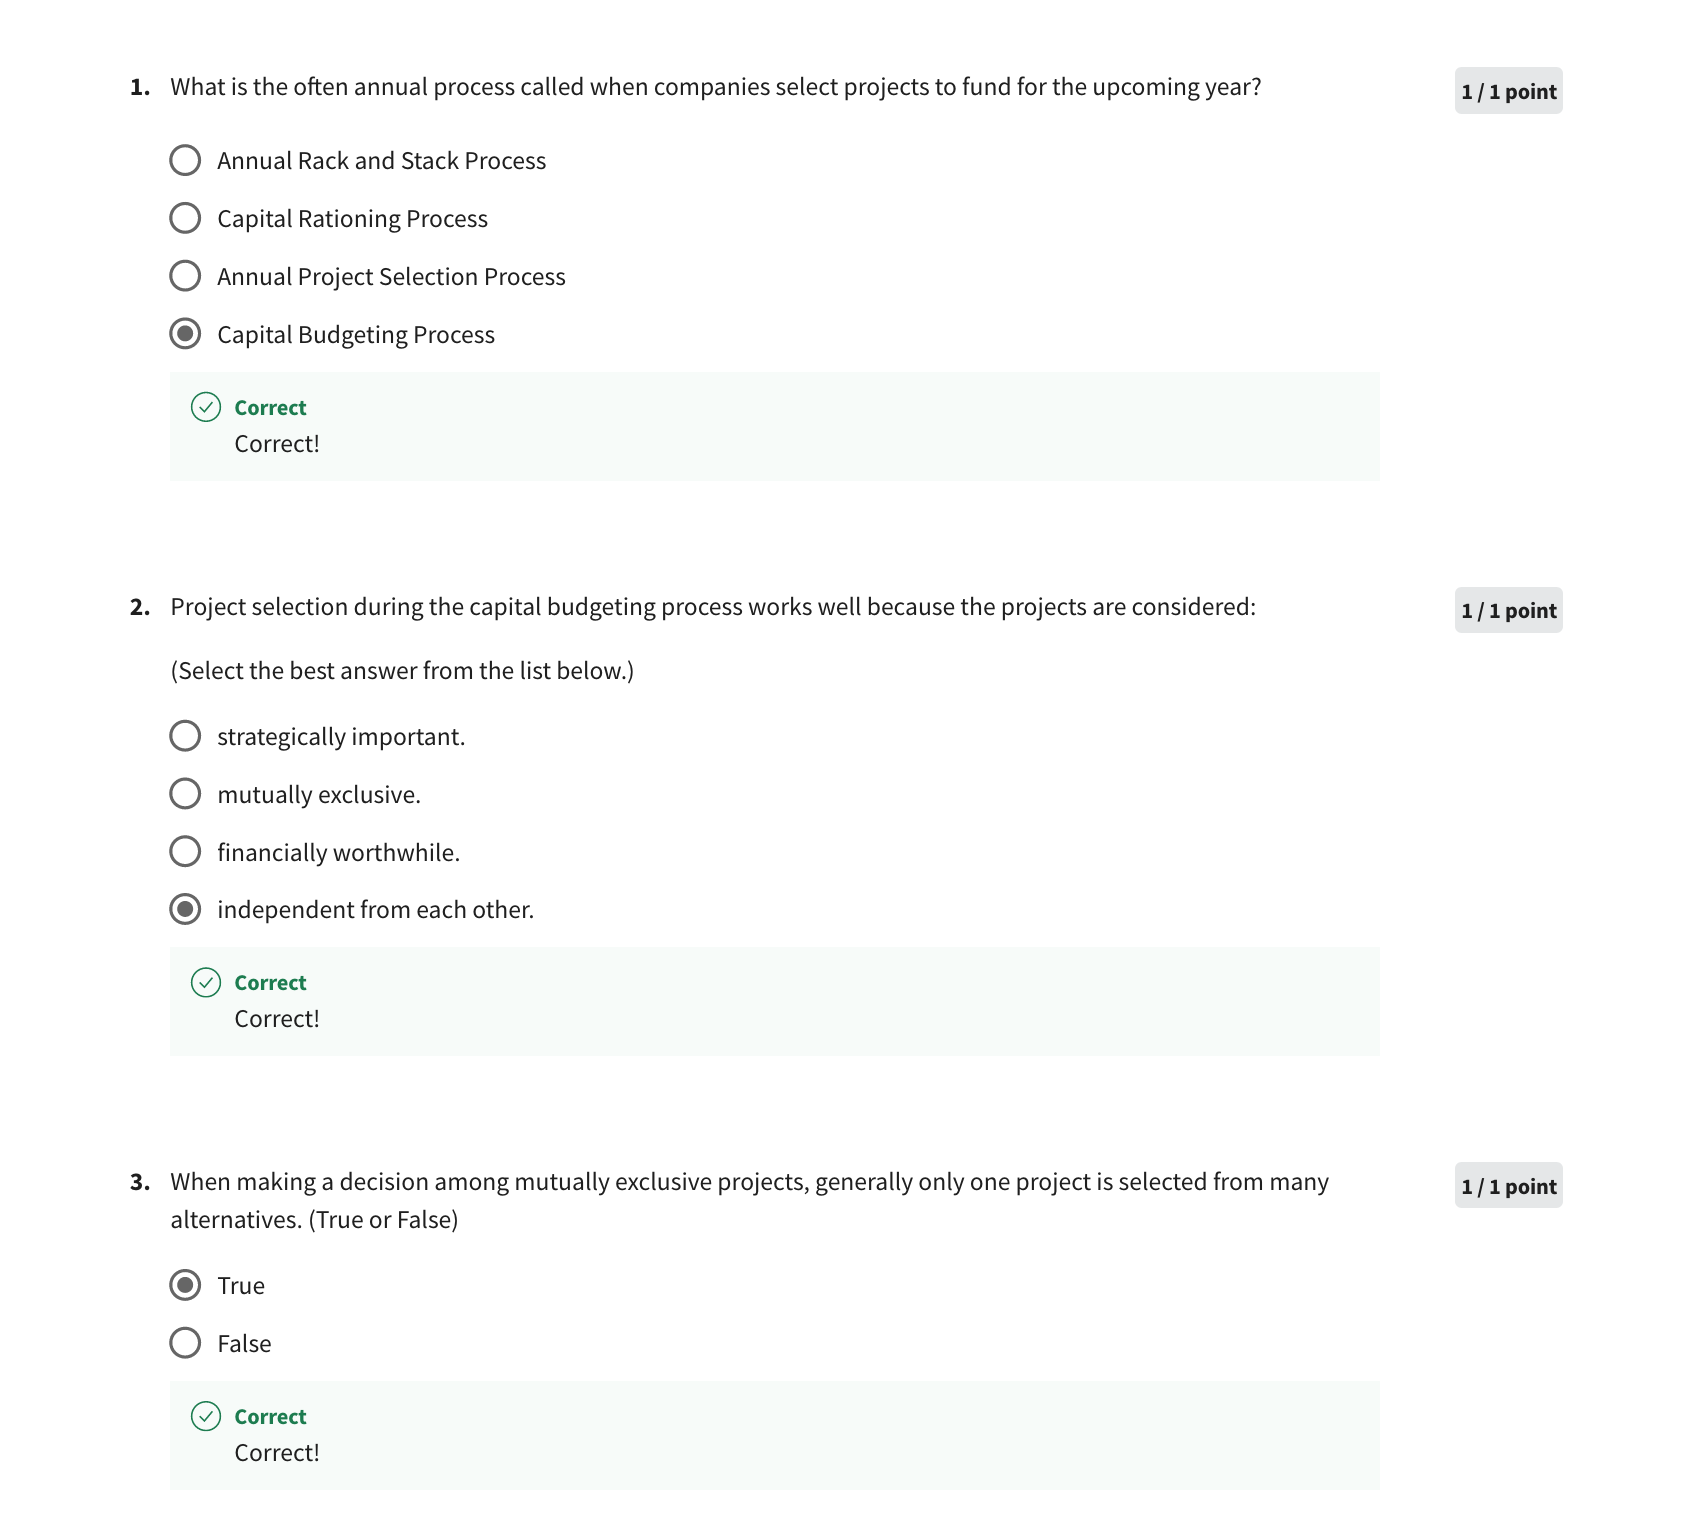 1. What is the often annual process called when companies select projects to fund for the upcoming year?
1 / 1 point
Annual Rack and Stack Process
Capital Rationing Process
Annual Project Selection Process
Capital Budgeting Process
Correct
Correct!
2. Project selection during the capital budgeting process works well because the projects are considered:
1 / 1 point
(Select the best answer from the list below.)
strategically important.
mutually exclusive.
financially worthwhile.
independent from each other.
Correct
Correct!
3. When making a decision among mutually exclusive projects, generally only one project is selected from many
1 / 1 point
alternatives. (True or False)
True
False
Correct
Correct!